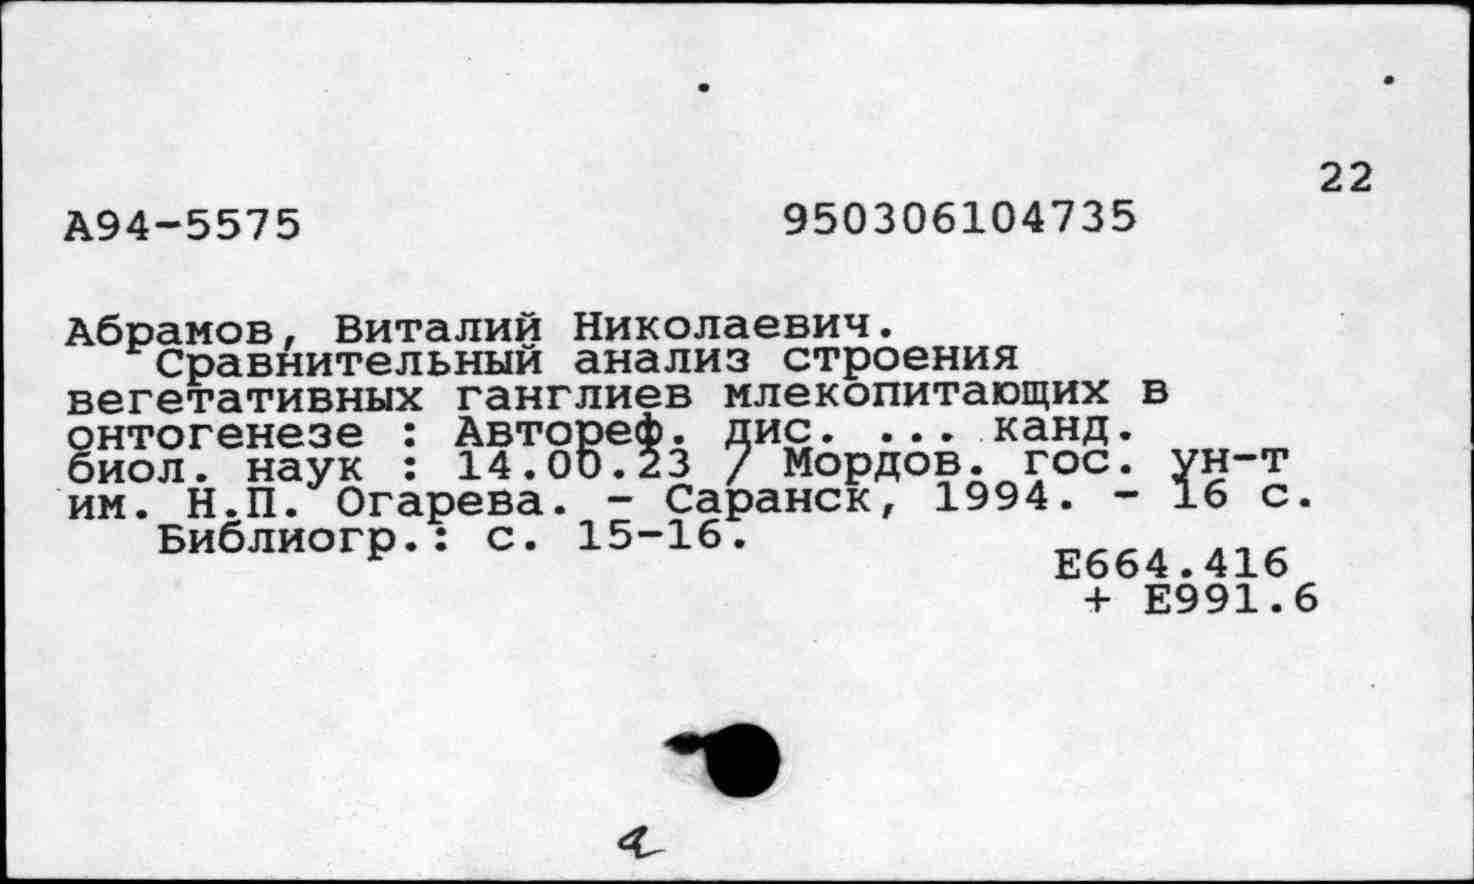 22
А94-5575 950306104735
Абрамов, Виталий Николаевич.
Сравнительный анализ строения
вегетативных ганглиев млекопитающих в
онтогенезе : Автореф. дис. ... канд.
биол. наук : 14.00.23 / Мордов. гос. ун-т
им. Н.П. Огарева. - Саранск, 1994. - 16 с.
Библиогр.: с. 15-16.
Е664.416
+ Е991.6